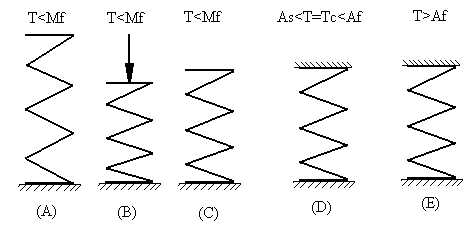 T<Mf T<Mf T<Mf As<T=Tc<Af T>Af
(A) (B) (C) (D) (E)